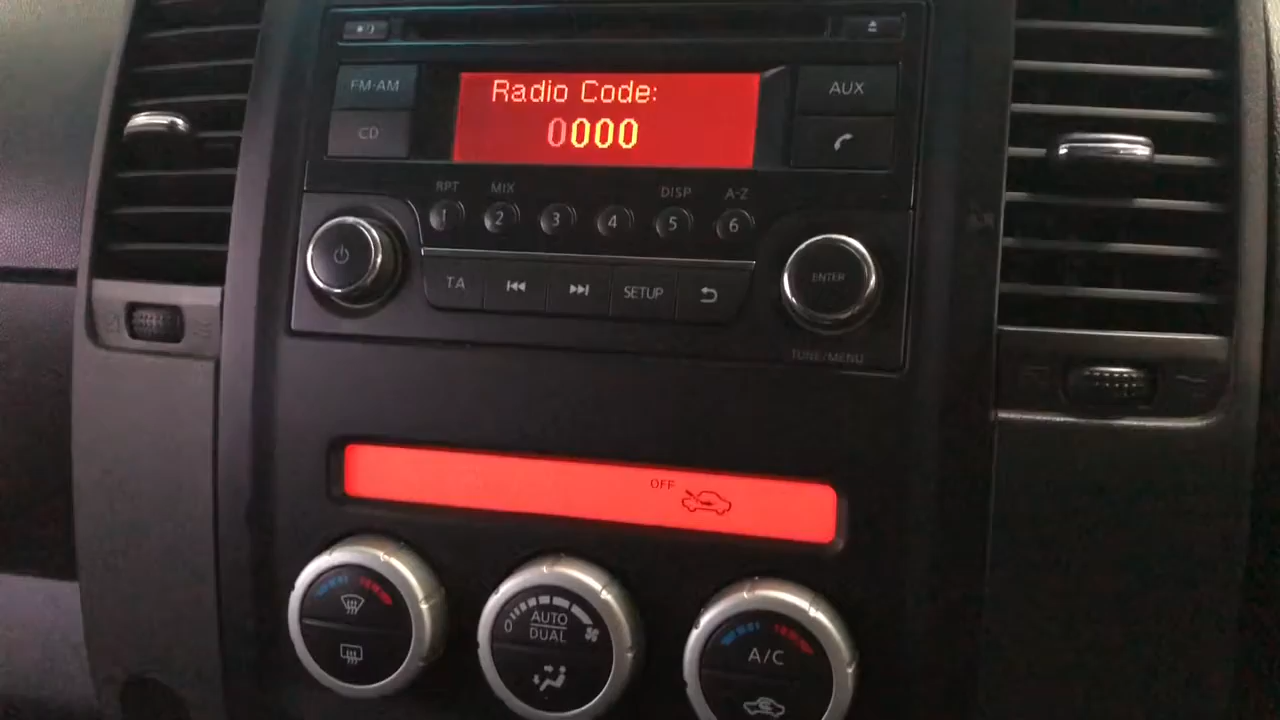 FM·AM
CD
Radio Code:
0000
AUX
RPT
MIX
DISP
A-Z
1
2
3
4
5
6
TA
SETUP
ENTER
TUNE/MENU
OFF
0
AUTO
DUAL
A/C